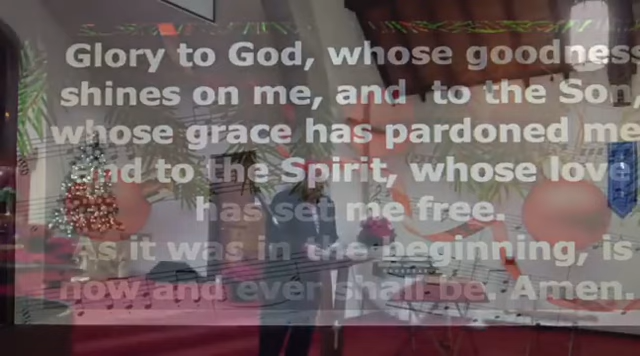 Glory to God, whose goodness
shines on me, and to the Son
whose grace has pardoned me
and to the Spirit, whose love
has set me free.
As it was in the beginning, is
now and ever shall be. Amen.